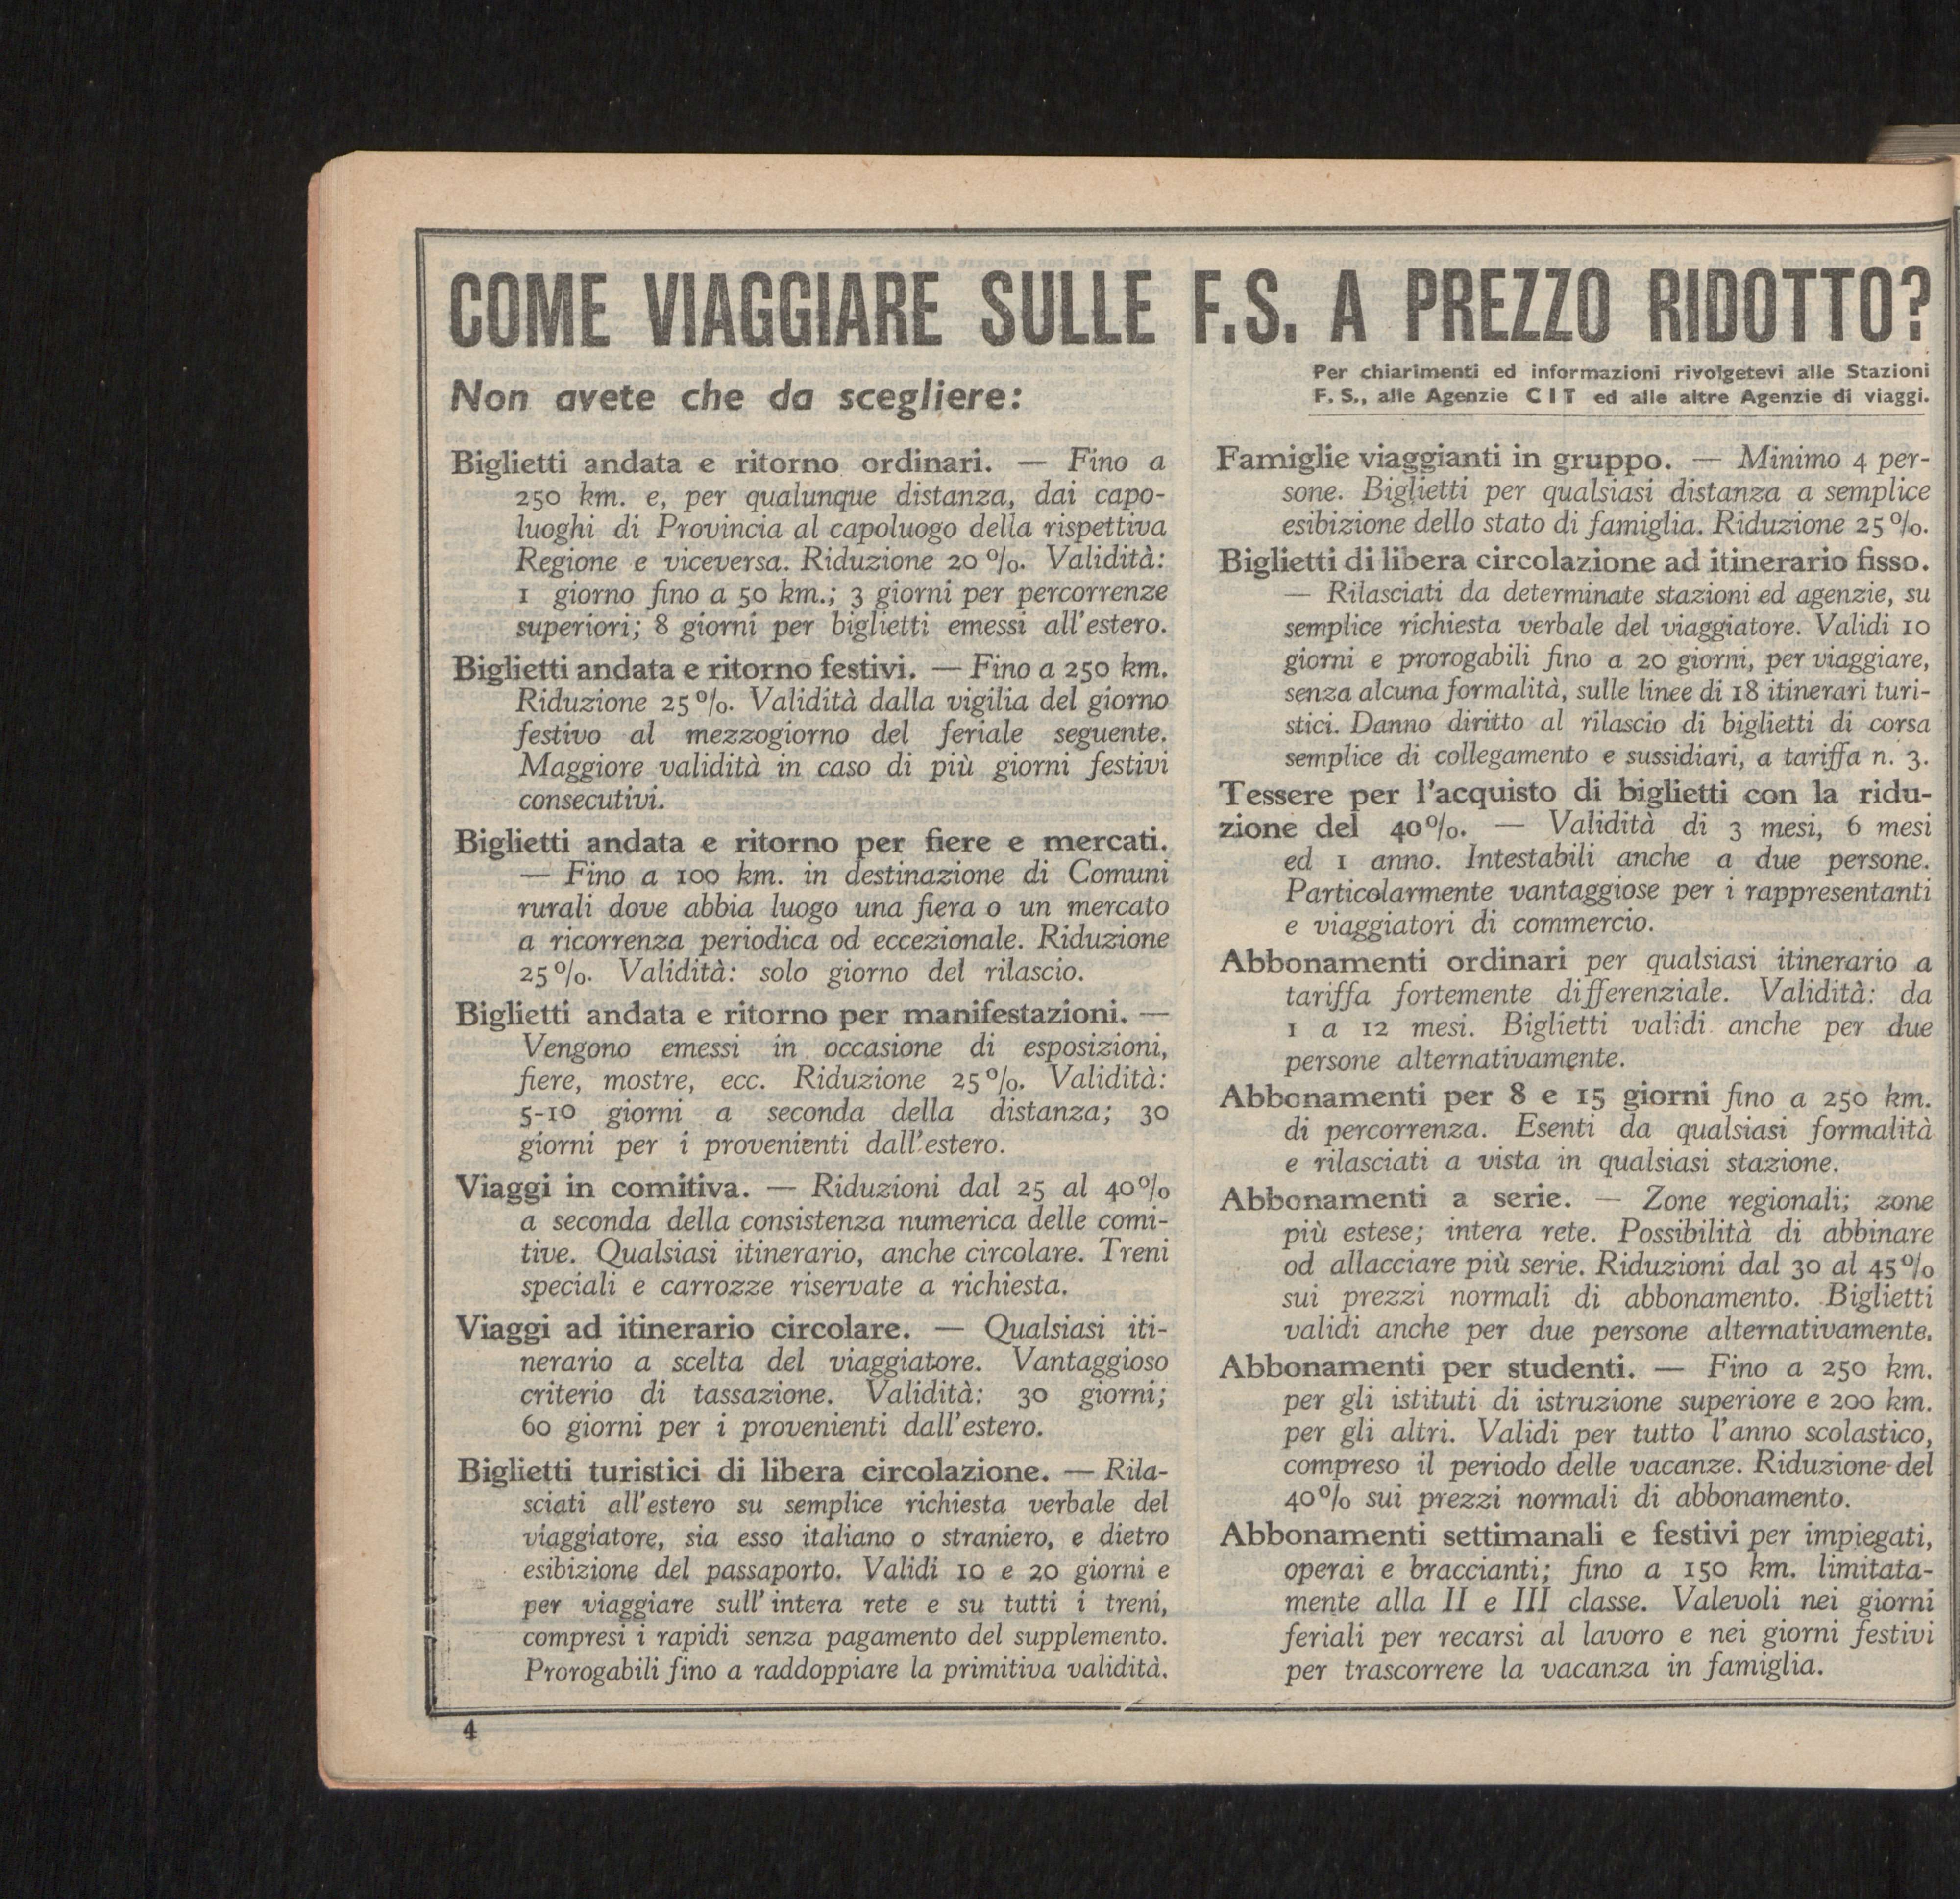 COME VIAGGIARE SULLE F.S. A PREZZO RIDOTTO?
Non avete che da scegliere:
Per chiarimenti ed informazioni rivolgetevi alle Stazioni
F. S., alle Agenzie CIT ed alle altre Agenzie di viaggi.
Biglietti andata e ritorno ordinari. — Fino a
250 km. e, per qualunque distanza, dai capo-
luoghi di Provincia al capoluogo della rispettiva
Regione e viceversa. Riduzione 20%. Validità:
1 giorno fino a 50 km.; 3 giorni per percorrenze
superiori; 8 giorni per biglietti emessi all'estero.
Biglietti andata e ritorno festivi. — Fino a 250 km.
Riduzione 25%. Validità dalla vigilia del giorno
festivo al mezzogiorno del feriale seguente.
Maggiore validità in caso di più giorni festivi
consecutivi.
Biglietti andata e ritorno per fiere e mercati.
— Fino a 100 km. in destinazione di Comuni
rurali dove abbia luogo una fiera o un mercato
a ricorrenza periodica od eccezionale. Riduzione
25%. Validità: solo giorno del rilascio.
Biglietti andata e ritorno per manifestazioni. —
Vengono emessi in occasione di esposizioni,
fiere, mostre, ecc. Riduzione 25%. Validità:
5-10 giorni a seconda della distanza; 30
giorni per i provenienti dall'estero.
Viaggi in comitiva. — Riduzioni dal 25 al 40%
a seconda della consistenza numerica delle comi-
tive. Qualsiasi itinerario, anche circolare. Treni
speciali e carrozze riservate a richiesta.
Viaggi ad itinerario circolare. — Qualsiasi iti-
nerario a scelta del viaggiatore. Vantaggioso
criterio di tassazione. Validità: 30 giorni;
60 giorni per i provenienti dall'estero.
Biglietti turistici di libera circolazione. — Rila-
sciati all'estero su semplice richiesta verbale del
viaggiatore, sia esso italiano o straniero, e dietro
esibizione del passaporto. Validi 10 e 20 giorni e
per viaggiare sull'intera rete e su tutti i treni,
compresi i rapidi senza pagamento del supplemento.
Prorogabili fino a raddoppiare la primitiva validità.
Famiglie viaggianti in gruppo. — Minimo 4 per-
sone. Biglietti per qualsiasi distanza a semplice
esibizione dello stato di famiglia. Riduzione 25%.
Biglietti di libera circolazione ad itinerario fisso.
— Rilasciati da determinate stazioni ed agenzie, su
semplice richiesta verbale del viaggiatore. Validi 10
giorni e prorogabili fino a 20 giorni, per viaggiare,
senza alcuna formalità, sulle linee di 18 itinerari turi-
stici. Danno diritto al rilascio di biglietti di corsa
semplice di collegamento e sussidiari, a tariffa n. 3.
Tessere per l'acquisto di biglietti con la ridu-
zione del 40%. — Validità di 3 mesi, 6 mesi
ed 1 anno. Intestabili anche a due persone.
Particolarmente vantaggiose per i rappresentanti
e viaggiatori di commercio.
Abbonamenti ordinari per qualsiasi itinerario a
tariffa fortemente differenziale. Validità: da
1 a 12 mesi. Biglietti validi anche per due
persone alternativamente.
Abbonamenti per 8 e 15 giorni fino a 250 km.
di percorrenza. Esenti da qualsiasi formalità
e rilasciati a vista in qualsiasi stazione.
Abbonamenti a serie. — Zone regionali; zone
più estese; intera rete. Possibilità di abbinare
od allacciare più serie. Riduzioni dal 30 al 45%
sui prezzi normali di abbonamento. Biglietti
validi anche per due persone alternativamente.
Abbonamenti per studenti. — Fino a 250 km.
per gli istituti di istruzione superiore e 200 km.
per gli altri. Validi per tutto l'anno scolastico,
compreso il periodo delle vacanze. Riduzione del
40% sui prezzi normali di abbonamento.
Abbonamenti settimanali e festivi per impiegati,
operai e braccianti; fino a 150 km. limitata-
mente alla II e III classe. Valevoli nei giorni
feriali per recarsi al lavoro e nei giorni festivi
per trascorrere la vacanza in famiglia.
4